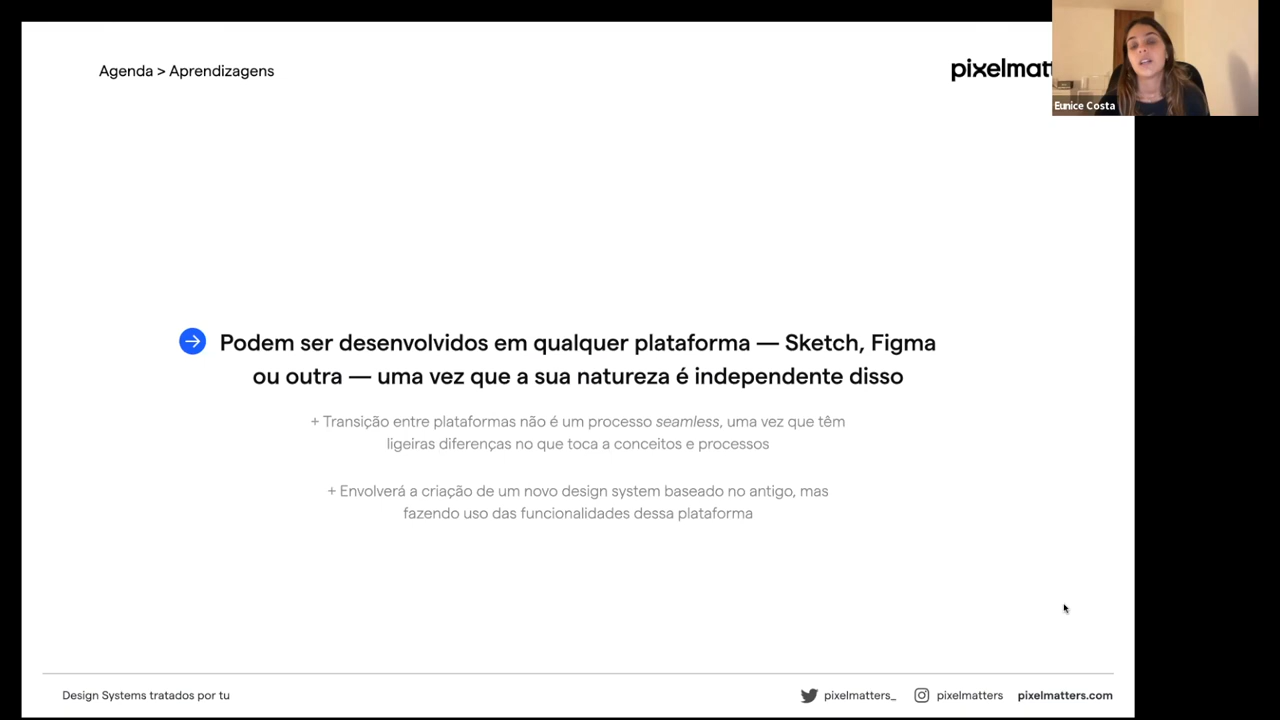 Agenda > Aprendizagens
Eunice Costa
Podem ser desenvolvidos em qualquer plataforma — Sketch, Figma
ou outra — uma vez que a sua natureza é independente disso
+ Transição entre plataformas não é um processo seamless, uma vez que têm
ligeiras diferenças no que toca a conceitos e processos
+ Envolverá a criação de um novo design system baseado no antigo, mas
fazendo uso das funcionalidades dessa plataforma
Design Systems tratados por tu
pixelmatters_
pixelmatters
pixelmatters.com